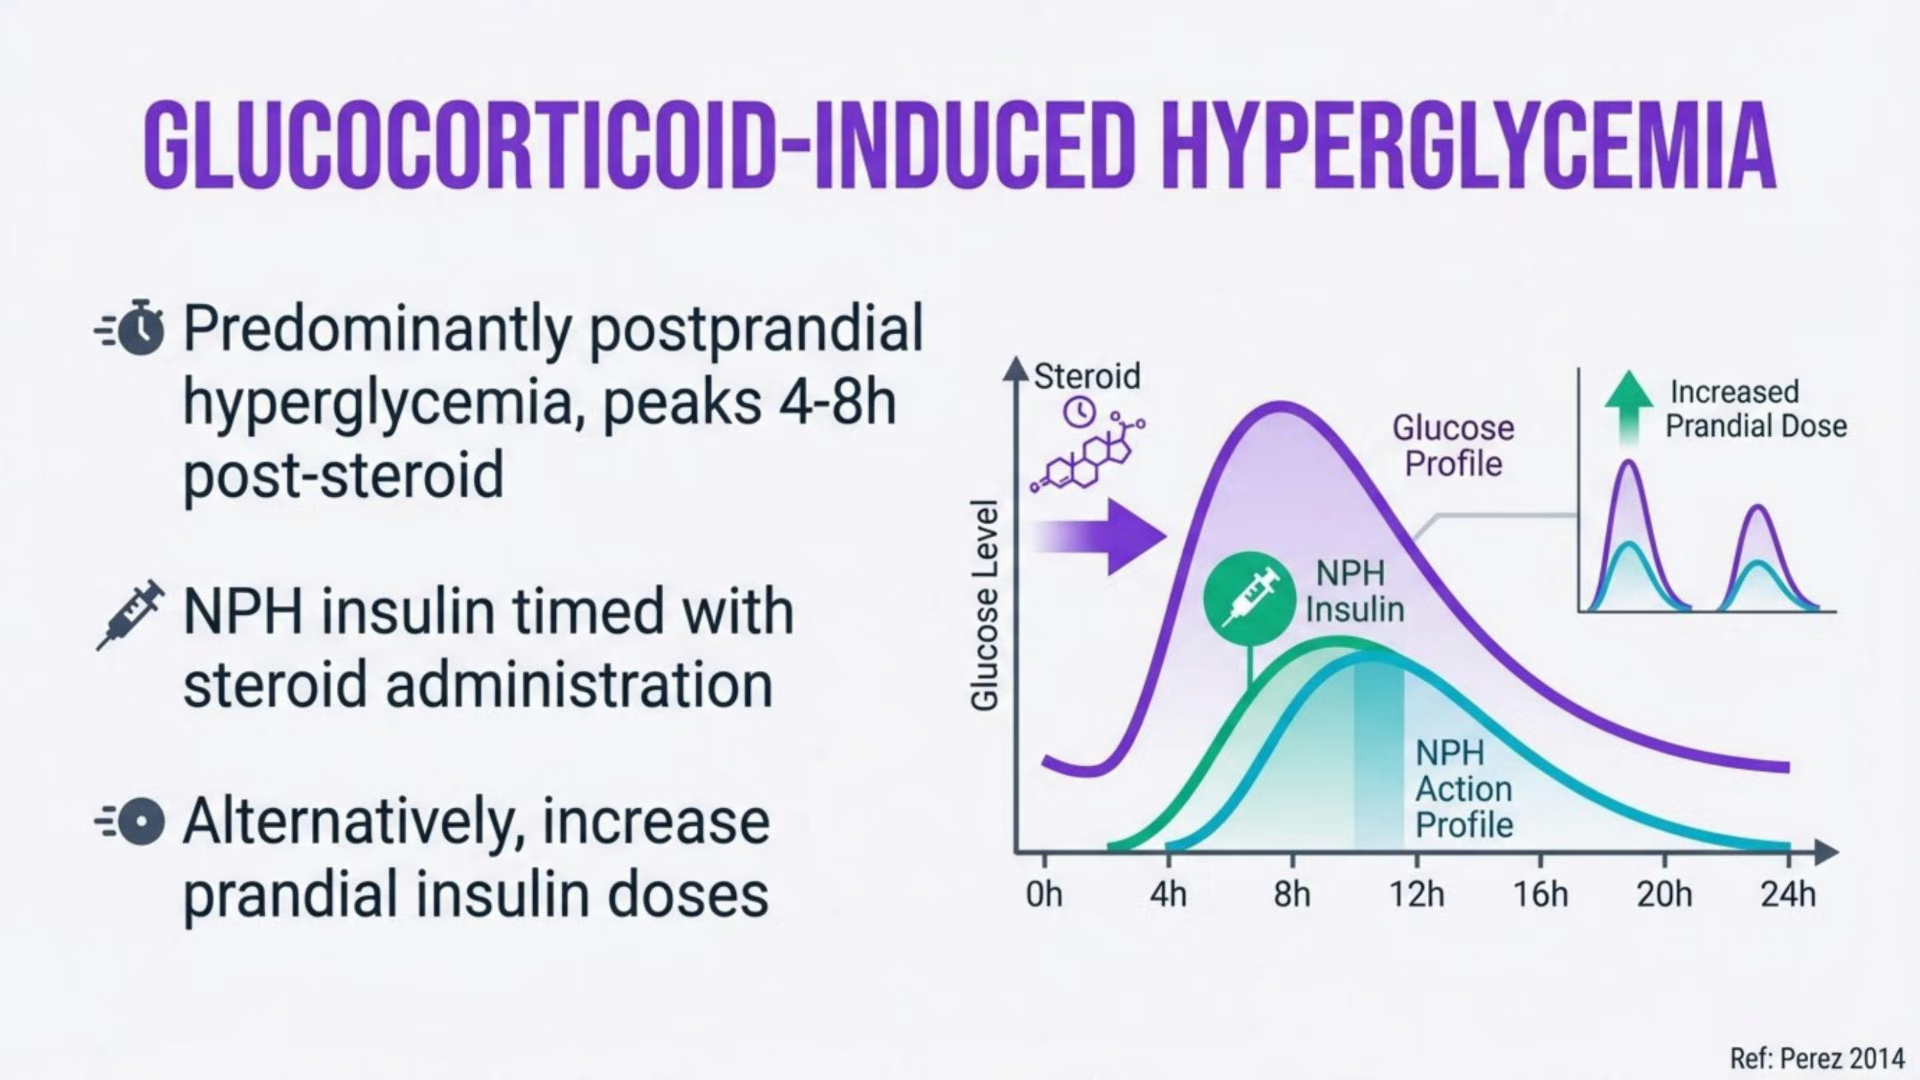 GLUCOCORTICOID-INDUCED HYPERGLYCEMIA
Predominantly postprandial
hyperglycemia, peaks 4-8h
post-steroid
NPH insulin timed with
steroid administration
Alternatively, increase
prandial insulin doses
Steroid
Glucose Level
Glucose
Profile
Increased
Prandial Dose
NPH
Insulin
NPH
Action
Profile
0h 4h 8h 12h 16h 20h 24h
Ref: Perez 2014